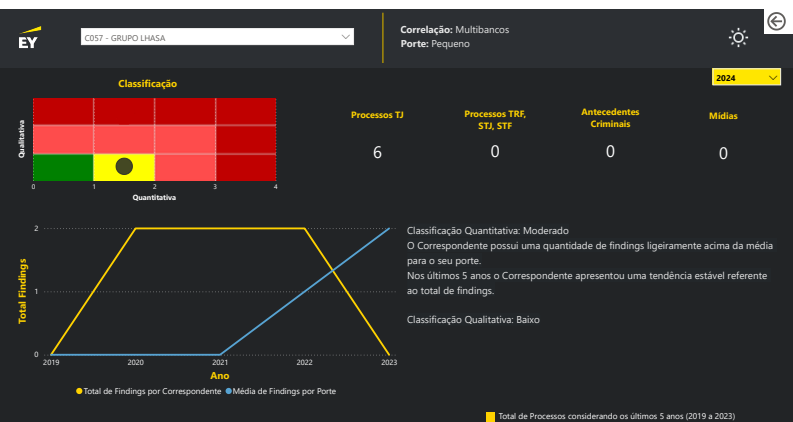 EY
C057 - GRUPO LHASA
Correlação: Multibancos
Porte: Pequeno
2024
Classificação
Qualitativa
0 1 2 3 4
Quantitativa
Processos TJ
6
Processos TRF,
STJ, STF
0
Antecedentes
Criminais
0
Mídias
0
Total Findings
2
1
0
2019 2020 2021 2022 2023
Ano
Total de Findings por Correspondente Média de Findings por Porte
Classificação Quantitativa: Moderado
O Correspondente possui uma quantidade de findings ligeiramente acima da média
para o seu porte.
Nos últimos 5 anos o Correspondente apresentou uma tendência estável referente
ao total de findings.
Classificação Qualitativa: Baixo
Total de Processos considerando os últimos 5 anos (2019 a 2023)